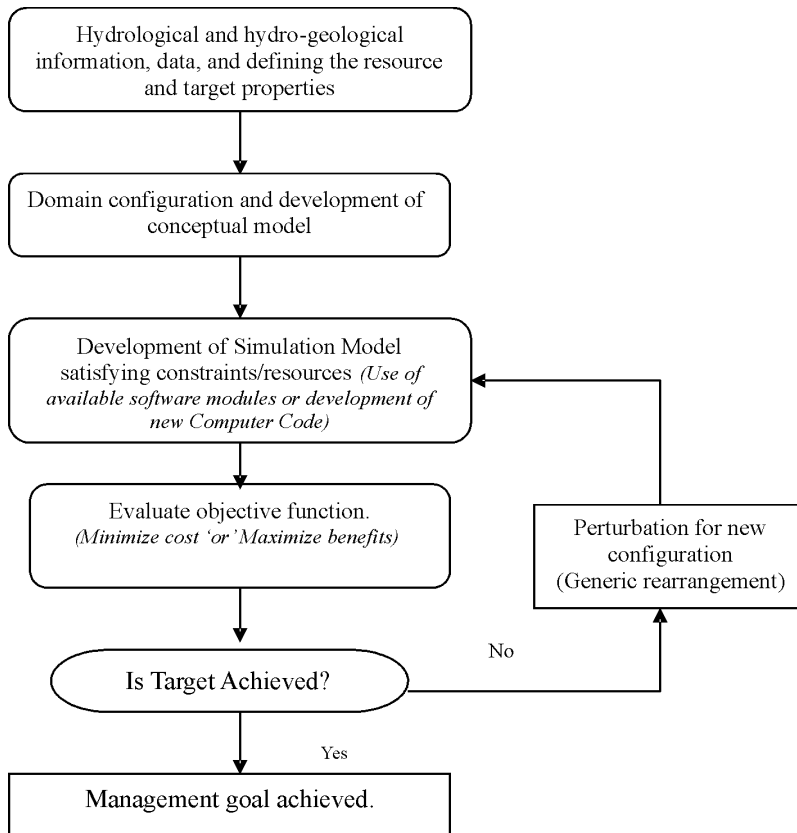 Hydrological and hydro-geological
information, data, and defining the resource
and target properties
Domain configuration and development of
conceptual model
Development of Simulation Model
satisfying constraints/resources (Use of
available software modules or development of
new Computer Code)
Evaluate objective function.
(Minimize cost ‘or’ Maximize benefits)
Perturbation for new
configuration
(Generic rearrangement)
No
Is Target Achieved?
Yes
Management goal achieved.